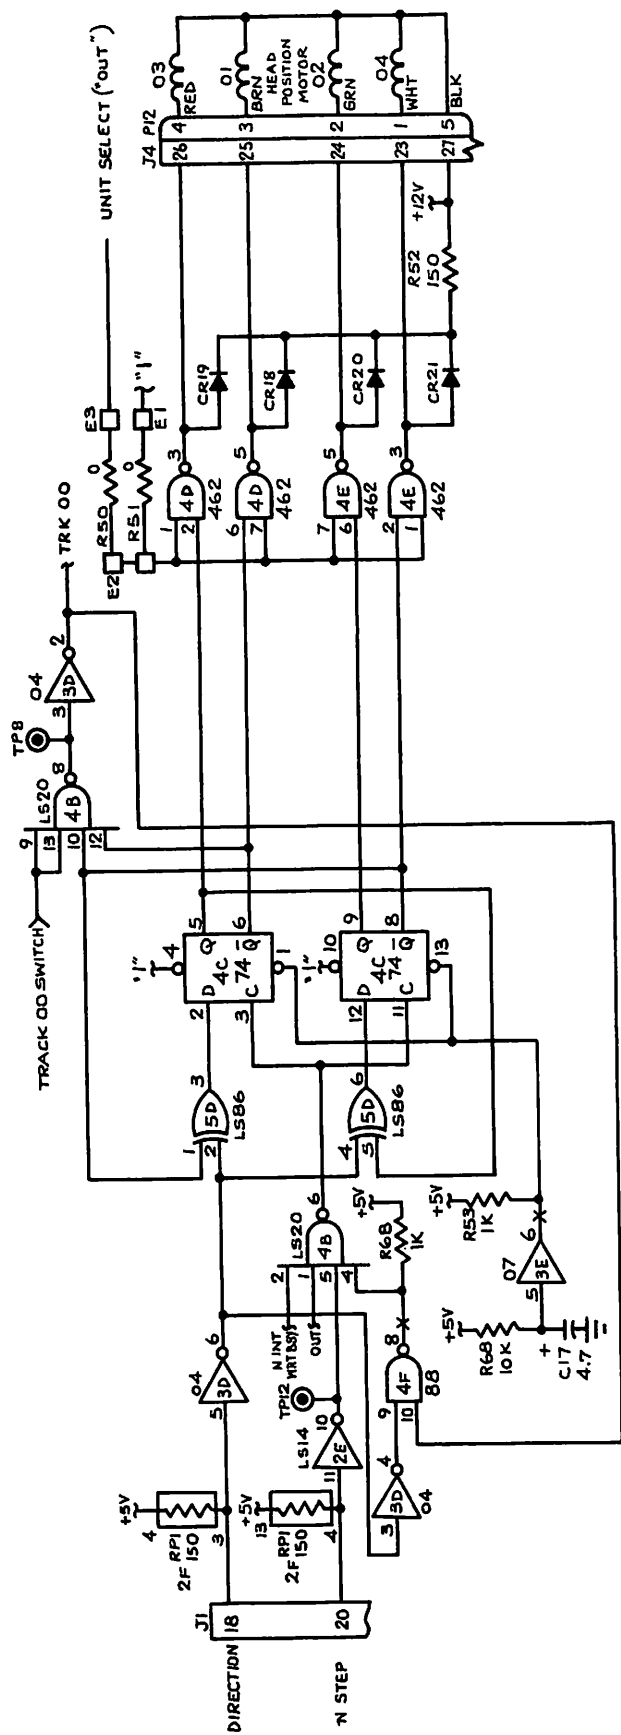 UNIT SELECT ("OUT")
J4 P12
26 4 RED 03
25 3 BRN 01
HEAD
POSITION
MOTOR
24 2 GRN 02
23 1 WHT 04
27 5 BLK
+12V
R52
150
CR19
CR18
CR20
CR21
E3
"1"
E1
0
R50
0
R51
E2
1 2 4D 3
462
6 7 4D 5
462
7 6 4E 5
462
2 1 4E 3
462
TRK 00
04
3 3D 2
TP8
LS20
9 13 10 12 4B 8
TRACK 00 SWITCH
"1" 4
2 D Q 5
4C
74
3 C Q 6
1
"1" 10
12 D Q 9
4C
74
11 C Q 8
13
1 2 5D 3
LS86
4 5 5D 6
LS86
LS20
2 1 5 4 4B 6
N INT
WRT BSY
OUTS
+5V
R68
1K
+5V
R53
1K
07
5 3E 6
+5V
R68
10K
+
C17
4.7
04
5 3D 6
TP12
LS14
11 2E 10
9 10 4F 8
88
3 3D 4
04
+5V
4 RP1 3
2F 150
+5V
13 RP1 4
2F 150
J1
18
20
DIRECTION
N STEP